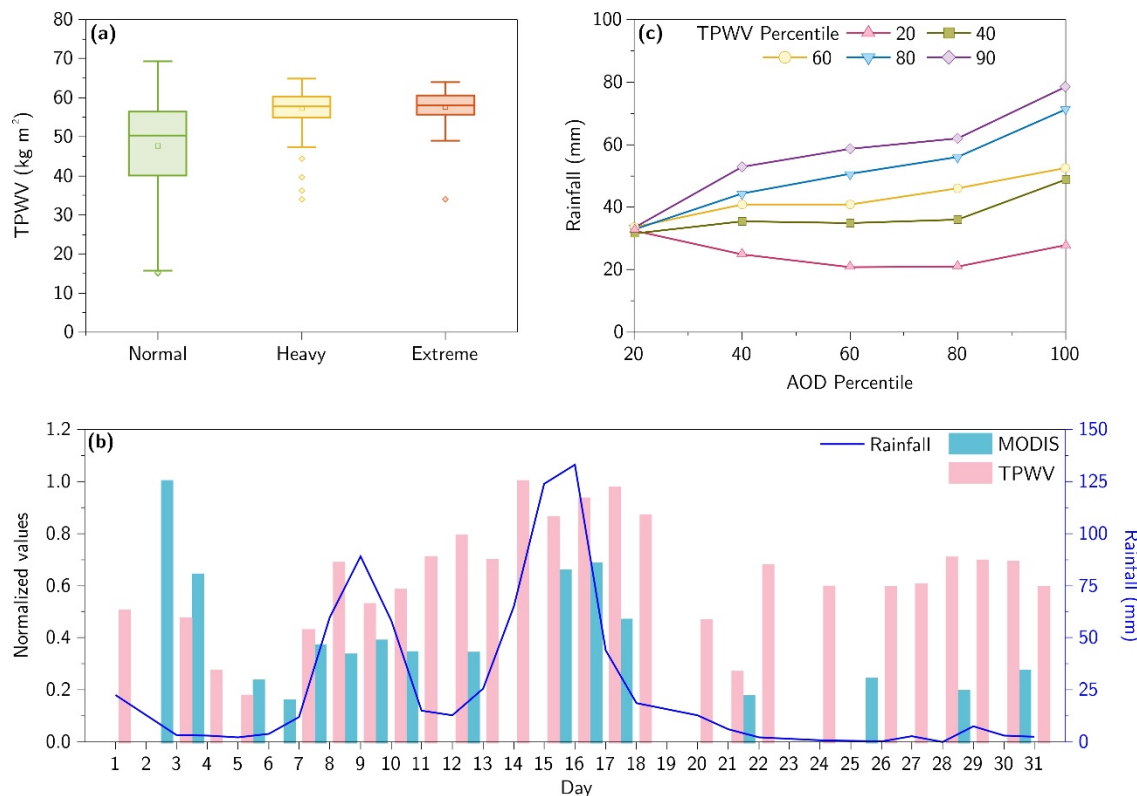 (a)
TPWV (kg m²)
80
70
60
50
40
30
20
10
0
Normal Heavy Extreme
(c)
TPWV Percentile 20 40
60 80 90
Rainfall (mm)
100
80
60
40
20
0
20 40 60 80 100
AOD Percentile
(b)
Rainfall MODIS
TPWV
Normalized values
1.2
1.0
0.8
0.6
0.4
0.2
0.0
150
125
100
75
50
25
0
Rainfall (mm)
1 2 3 4 5 6 7 8 9 10 11 12 13 14 15 16 17 18 19 20 21 22 23 24 25 26 27 28 29 30 31
Day